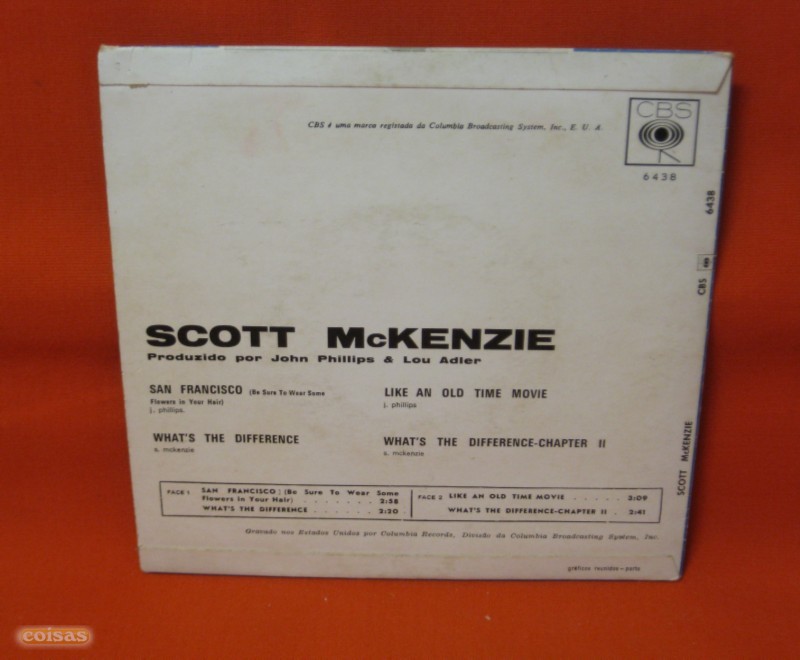 CBS é uma marca registada da Columbia Broadcasting System, Inc., E. U. A.
CBS
6438
6438
CBS
SCOTT McKENZIE
SCOTT McKENZIE
Produzido por John Phillips & Lou Adler
SAN FRANCISCO (Be Sure To Wear Some
Flowers in Your Hair)
j. phillips.
LIKE AN OLD TIME MOVIE
j. phillips
WHAT'S THE DIFFERENCE
s. mckenzie
WHAT'S THE DIFFERENCE-CHAPTER II
s. mckenzie
FACE 1 SAN FRANCISCO: (Be Sure To Wear Some
Flowers in Your Hair) . . . . . . . 2:58
WHAT'S THE DIFFERENCE . . . . . . 2:20
FACE 2 LIKE AN OLD TIME MOVIE . . . . . 3:09
WHAT'S THE DIFFERENCE-CHAPTER II . 2:41
Gravado nos Estados Unidos por Columbia Records, Divisão da Columbia Broadcasting System, Inc.
gráficos reunidos-porto
coisas